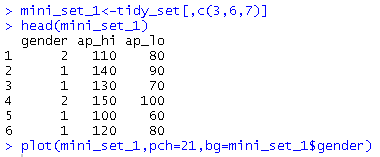 > mini_set_1<-tidy_set[,c(3,6,7)]
> head(mini_set_1)
  gender ap_hi ap_lo
1      2   110    80
2      1   140    90
3      1   130    70
4      2   150   100
5      1   100    60
6      1   120    80
> plot(mini_set_1,pch=21,bg=mini_set_1$gender)